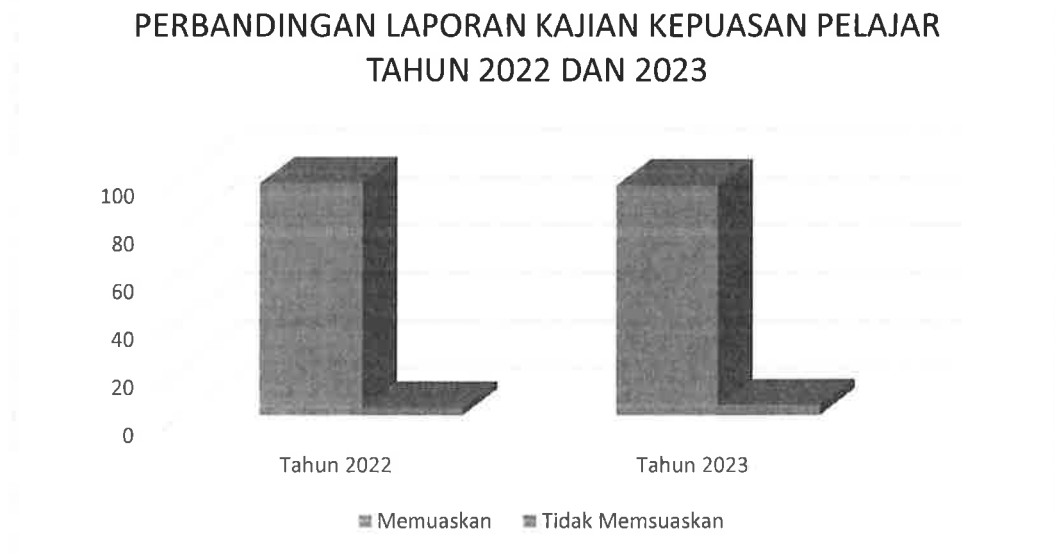 PERBANDINGAN LAPORAN KAJIAN KEPUASAN PELAJAR
TAHUN 2022 DAN 2023
100
80
60
40
20
0
Tahun 2022 Tahun 2023
Memuaskan Tidak Memsuaskan